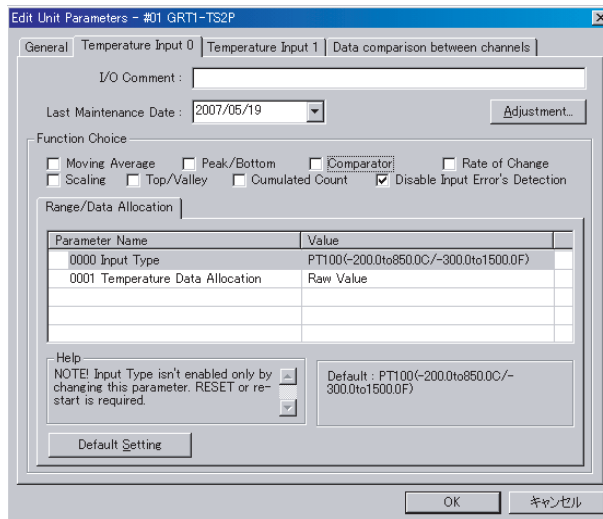 Edit Unit Parameters - #01 GRT1-TS2P
General Temperature Input 0 Temperature Input 1 Data comparison between channels
I/O Comment :
Last Maintenance Date : 2007/05/19 Adjustment...
Function Choice
Moving Average Peak/Bottom Comparator Rate of Change
Scaling Top/Valley Cumulated Count Disable Input Error's Detection
Range/Data Allocation
Parameter Name Value
0000 Input Type PT100(-200.0to850.0C/-300.0to1500.0F)
0001 Temperature Data Allocation Raw Value
Help
NOTE! Input Type isn't enabled only by
changing this parameter. RESET or re-
start is required.
Default : PT100(-200.0to850.0C/-
300.0to1500.0F)
Default Setting
OK キャンセル